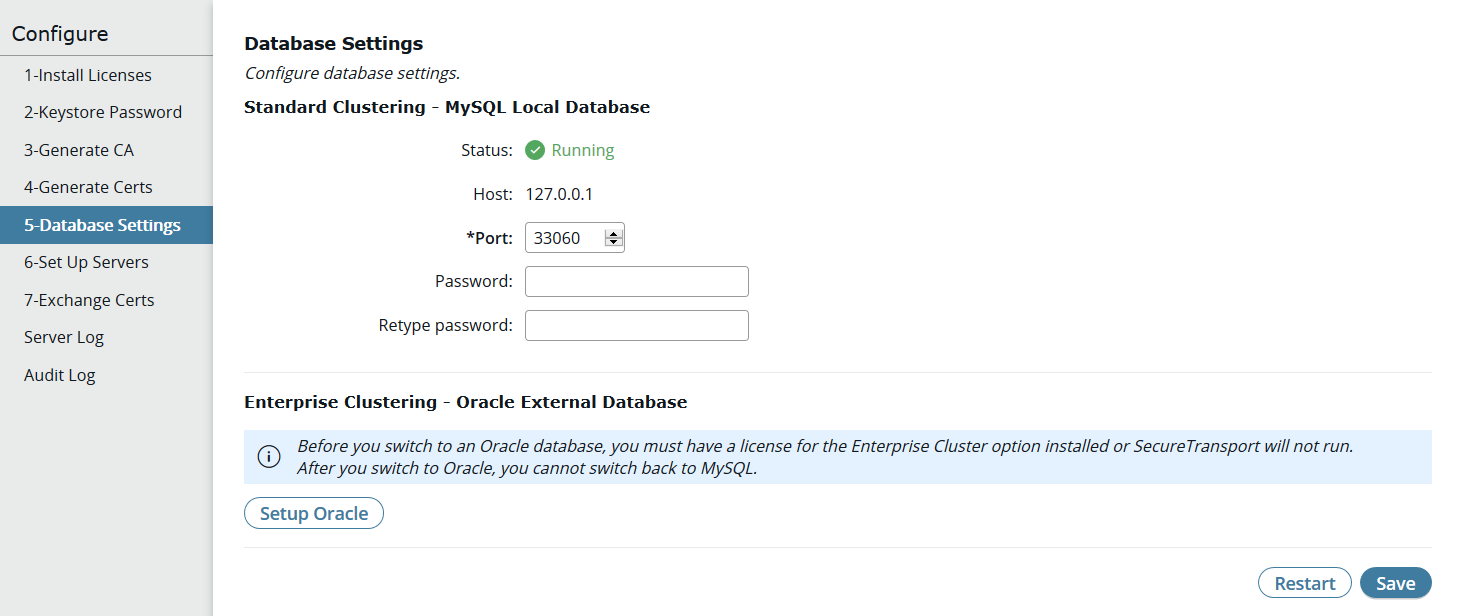 Configure
1-Install Licenses
2-Keystore Password
3-Generate CA
4-Generate Certs
5-Database Settings
6-Set Up Servers
7-Exchange Certs
Server Log
Audit Log
Database Settings
Configure database settings.
Standard Clustering - MySQL Local Database
Status: Running
Host: 127.0.0.1
*Port: 33060
Password:
Retype password:
Enterprise Clustering - Oracle External Database
Before you switch to an Oracle database, you must have a license for the Enterprise Cluster option installed or SecureTransport will not run.
After you switch to Oracle, you cannot switch back to MySQL.
Setup Oracle
Restart Save